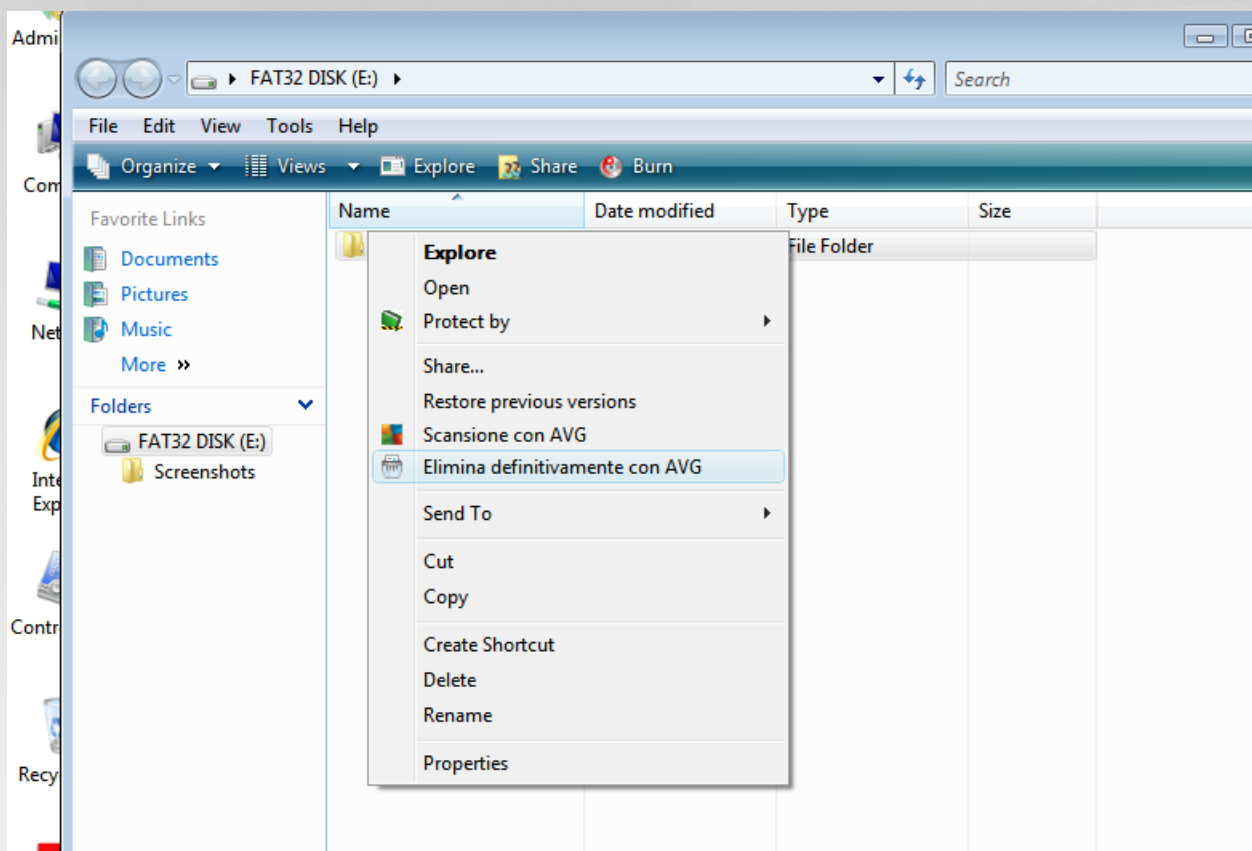 Admi
FAT32 DISK (E:)
Search
File Edit View Tools Help
Organize Views Explore Share Burn
Com
Favorite Links
Name Date modified Type Size
Documents
File Folder
Pictures
Music
More »
Net
Folders
FAT32 DISK (E:)
Screenshots
Inte
Exp
Contr
Recy
Explore
Open
Protect by
Share...
Restore previous versions
Scansione con AVG
Elimina definitivamente con AVG
Send To
Cut
Copy
Create Shortcut
Delete
Rename
Properties